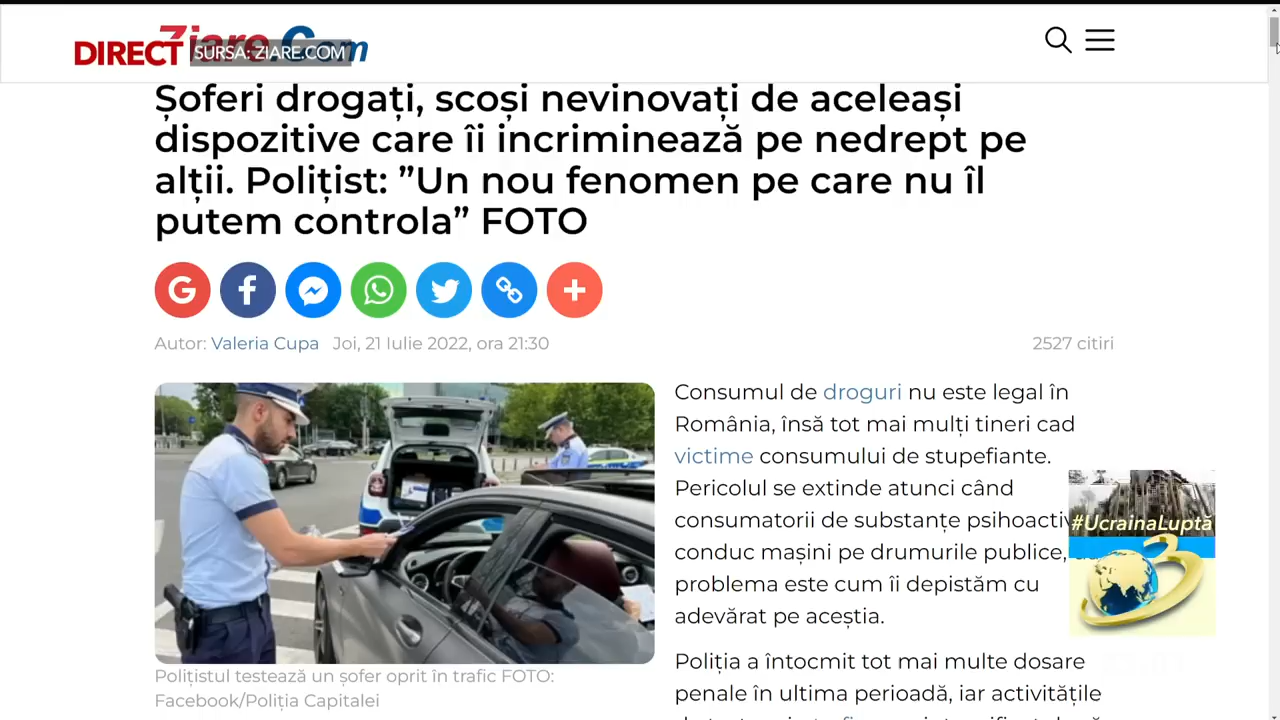 Ziare.Com
DIRECT
SURSA: ZIARE.COM
Șoferi drogați, scoși nevinovați de aceleași
dispozitive care îi incriminează pe nedrept pe
alții. Polițist: ”Un nou fenomen pe care nu îl
putem controla” FOTO
Autor: Valeria Cupa Joi, 21 Iulie 2022, ora 21:30
2527 citiri
Consumul de droguri nu este legal în
România, însă tot mai mulți tineri cad
victime consumului de stupefiante.
Pericolul se extinde atunci când
consumatorii de substanțe psihoactiv
conduc mașini pe drumurile publice,
problema este cum îi depistăm cu
adevărat pe aceștia.
Poliția a întocmit tot mai multe dosare
penale în ultima perioadă, iar activitățile
#UcrainaLuptă
3
Polițistul testează un șofer oprit în trafic FOTO:
Facebook/Poliția Capitalei